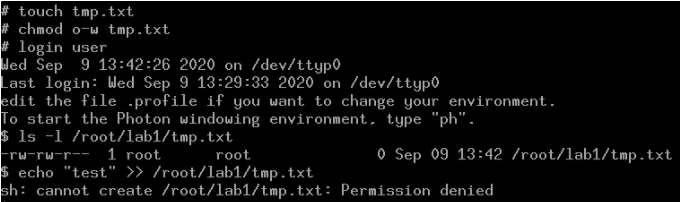 # touch tmp.txt
# chmod o-w tmp.txt
# login user
Wed Sep  9 13:42:26 2020 on /dev/ttyp0
Last login: Wed Sep 9 13:29:33 2020 on /dev/ttyp0
edit the file .profile if you want to change your environment.
To start the Photon windowing environment, type "ph".
$ ls -l /root/lab1/tmp.txt
-rw-rw-r--  1 root      root              0 Sep 09 13:42 /root/lab1/tmp.txt
$ echo "test" >> /root/lab1/tmp.txt
sh: cannot create /root/lab1/tmp.txt: Permission denied